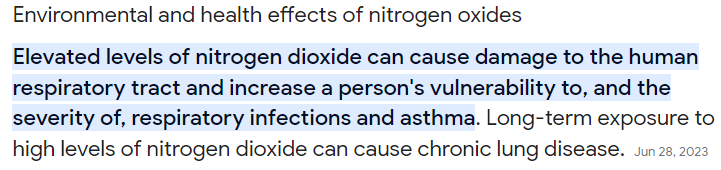 Environmental and health effects of nitrogen oxides
Elevated levels of nitrogen dioxide can cause damage to the human
respiratory tract and increase a person's vulnerability to, and the
severity of, respiratory infections and asthma. Long-term exposure to
high levels of nitrogen dioxide can cause chronic lung disease. Jun 28, 2023